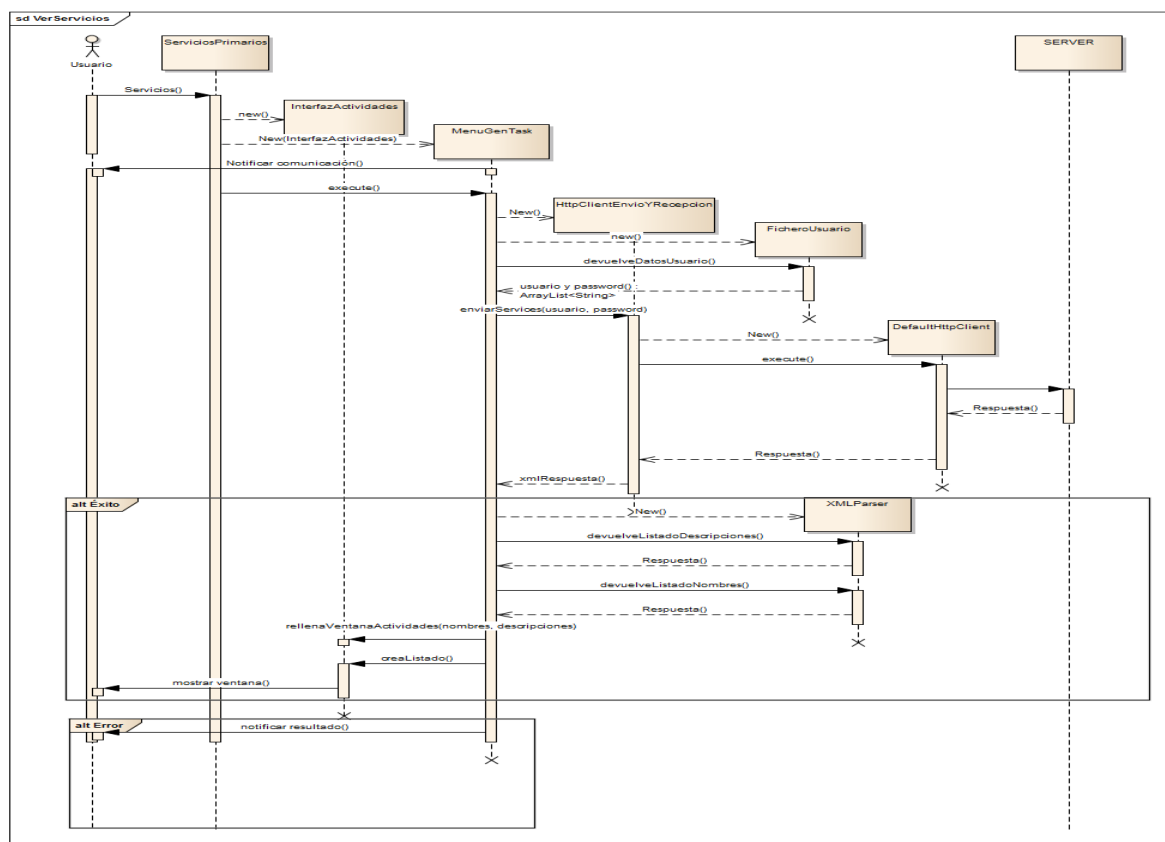 sd VerServicios
ServiciosPrimarios
SERVER
Usuario
Servicios()
InterfazActividades
new()
MenuGenTask
New(InterfazActividades)
Notificar comunicación()
execute()
HttpClientEnvioYRecepcion
New()
FicheroUsuario
new()
devuelveDatosUsuario()
usuario y password() :
ArrayList<String>
enviarServices(usuario, password)
DefaultHttpClient
New()
execute()
Respuesta()
Respuesta()
xmlRespuesta()
alt Éxito
XMLParser
New()
devuelveListadoDescripciones()
Respuesta()
devuelveListadoNombres()
Respuesta()
rellenaVentanaActividades(nombres, descripciones)
creaListado()
mostrar ventana()
alt Error
notificar resultado()